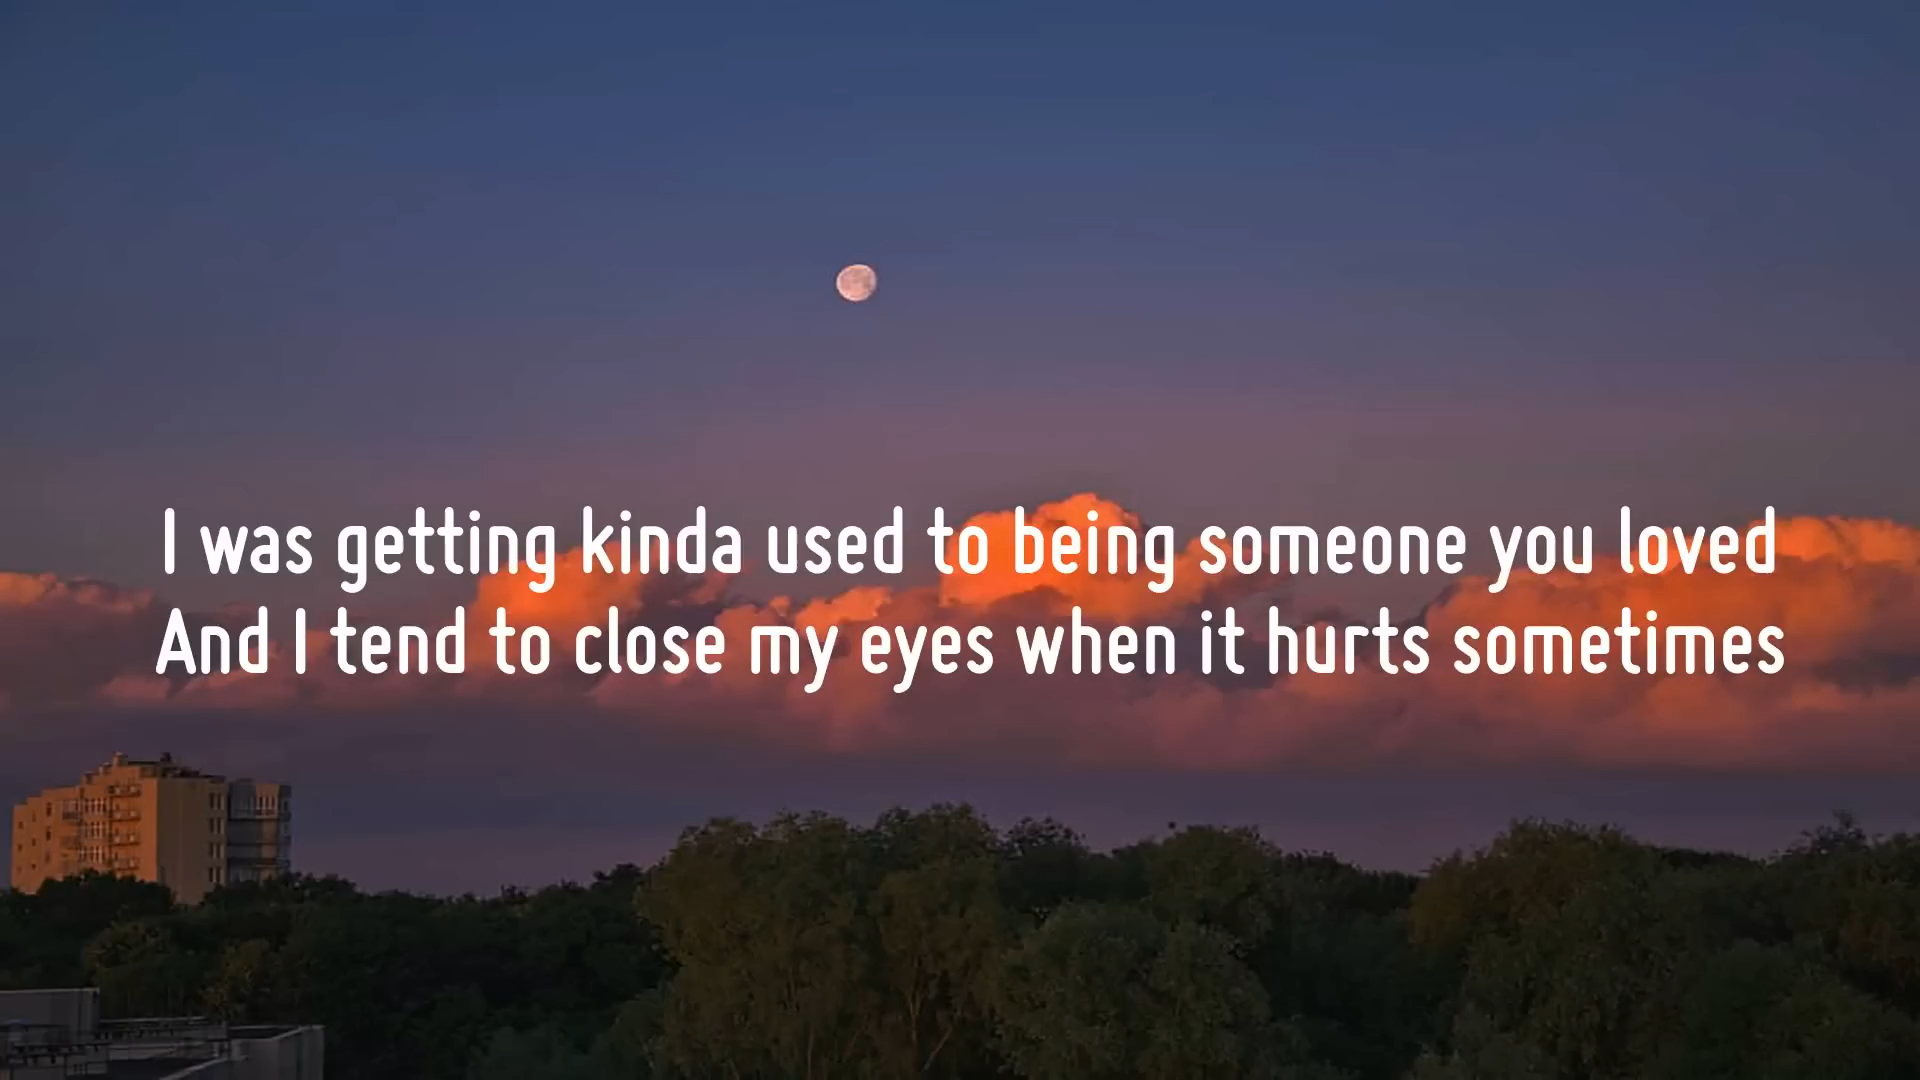 I was getting kinda used to being someone you loved
And I tend to close my eyes when it hurts sometimes